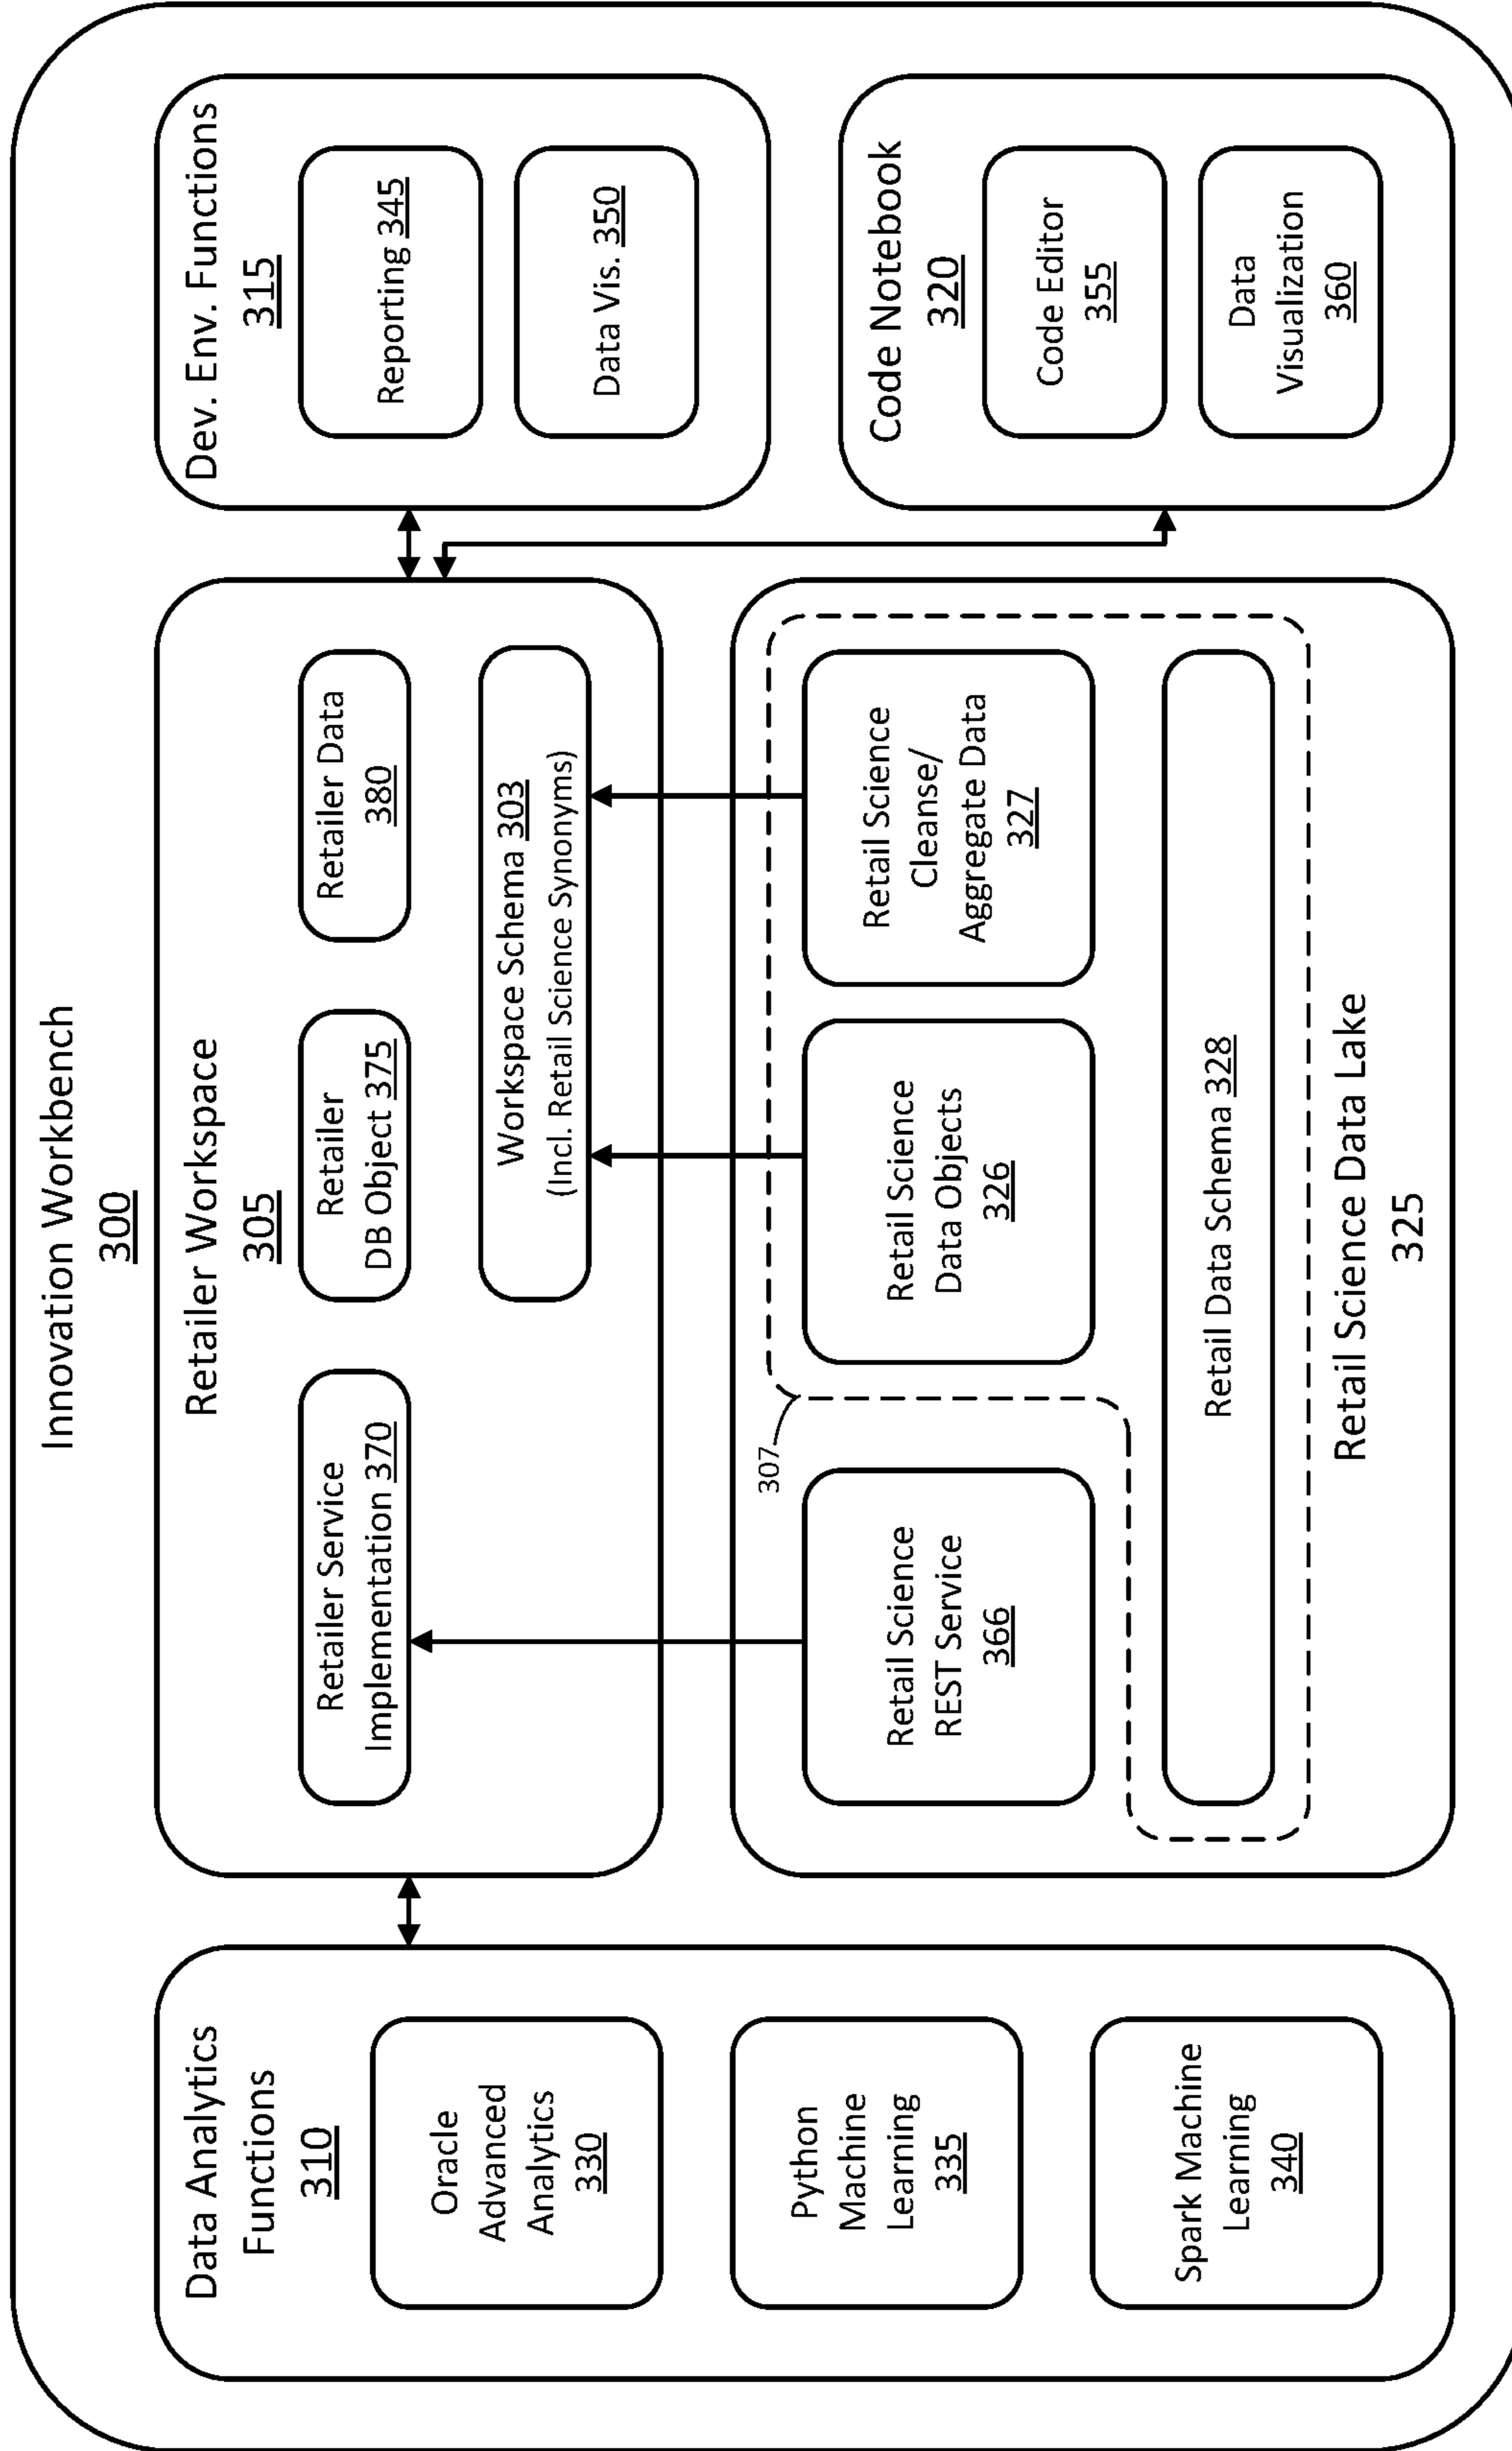 Innovation Workbench
300
Data Analytics
Functions
310
Oracle
Advanced
Analytics
330
Python
Machine
Learning
335
Spark Machine
Learning
340
Retailer Workspace
305
Retailer Service
Implementation 370
Retailer
DB Object 375
Retailer Data
380
Workspace Schema 303
(Incl. Retail Science Synonyms)
307
Retail Science
REST Service
366
Retail Science
Data Objects
326
Retail Science
Cleanse/
Aggregate Data
327
Retail Data Schema 328
Retail Science Data Lake
325
Dev. Env. Functions
315
Reporting 345
Data Vis. 350
Code Notebook
320
Code Editor
355
Data
Visualization
360